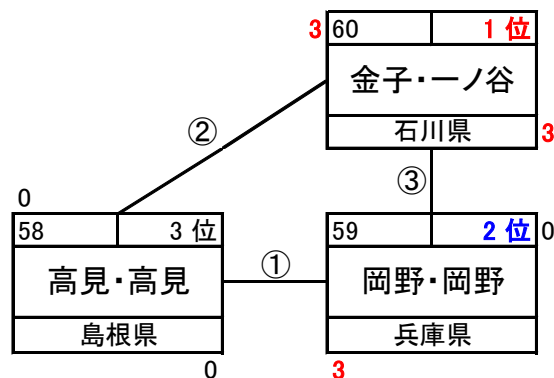 3 60 1 位
金子・一ノ谷
石川県 3
②
③
0
58 3 位
高見・高見
島根県
0
①
59 2 位 0
岡野・岡野
兵庫県
3